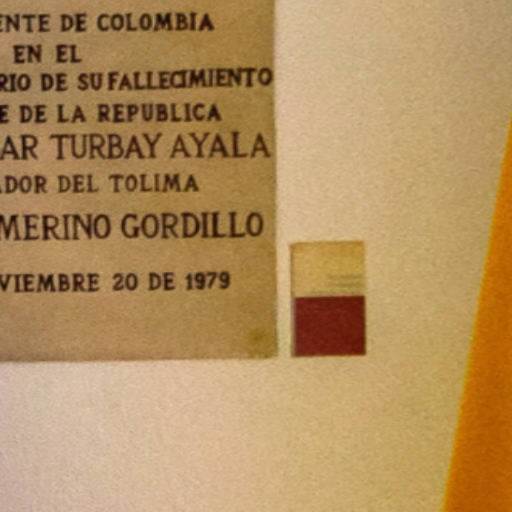 ENTE DE COLOMBIA
EN EL
RIO DE SU FALLECIMIENTO
E DE LA REPUBLICA
AR TURBAY AYALA
ADOR DEL TOLIMA
MERINO GORDILLO
VIEMBRE 20 DE 1979